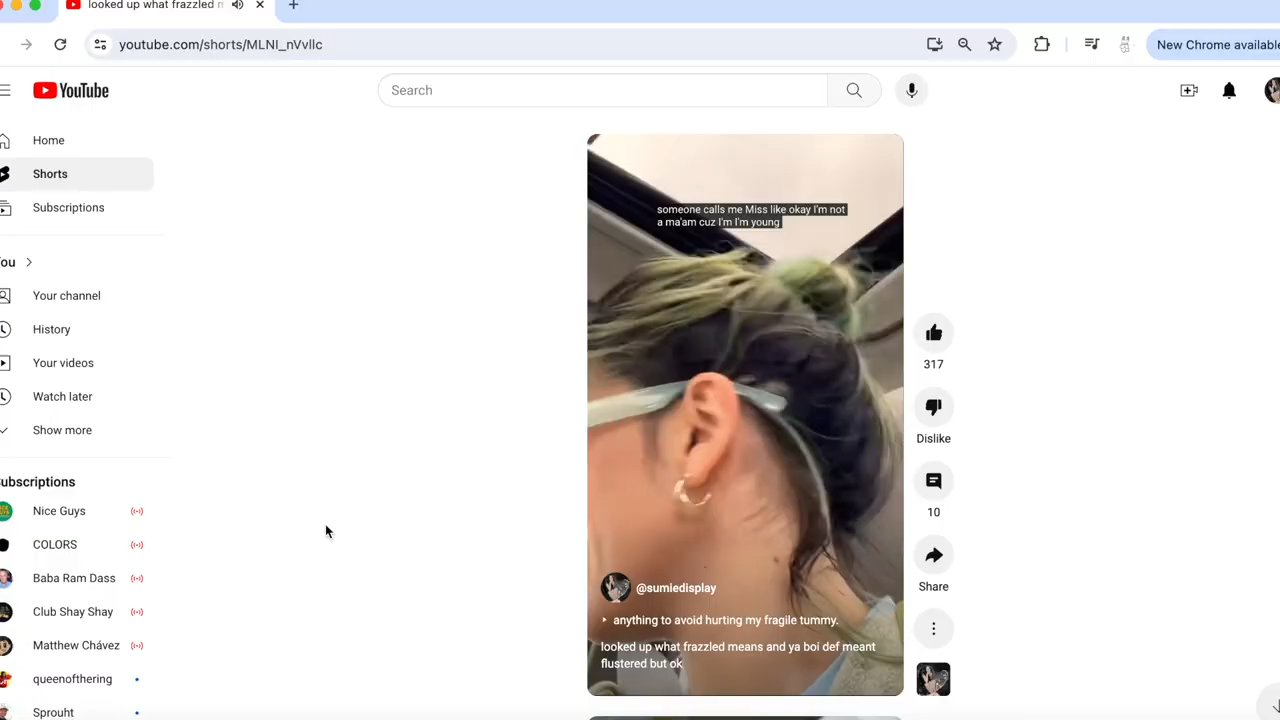 looked up what frazzled
youtube.com/shorts/MLNI_nVvllc
New Chrome available
YouTube
Search
Home
Shorts
Subscriptions
You
Your channel
History
Your videos
Watch later
Show more
Subscriptions
Nice Guys
COLORS
Baba Ram Dass
Club Shay Shay
Matthew Chávez
queenofthering
Sprouht
someone calls me Miss like okay I'm not
a ma'am cuz I'm I'm young
@sumiedisplay
anything to avoid hurting my fragile tummy.
looked up what frazzled means and ya boi def meant
flustered but ok
317
Dislike
10
Share